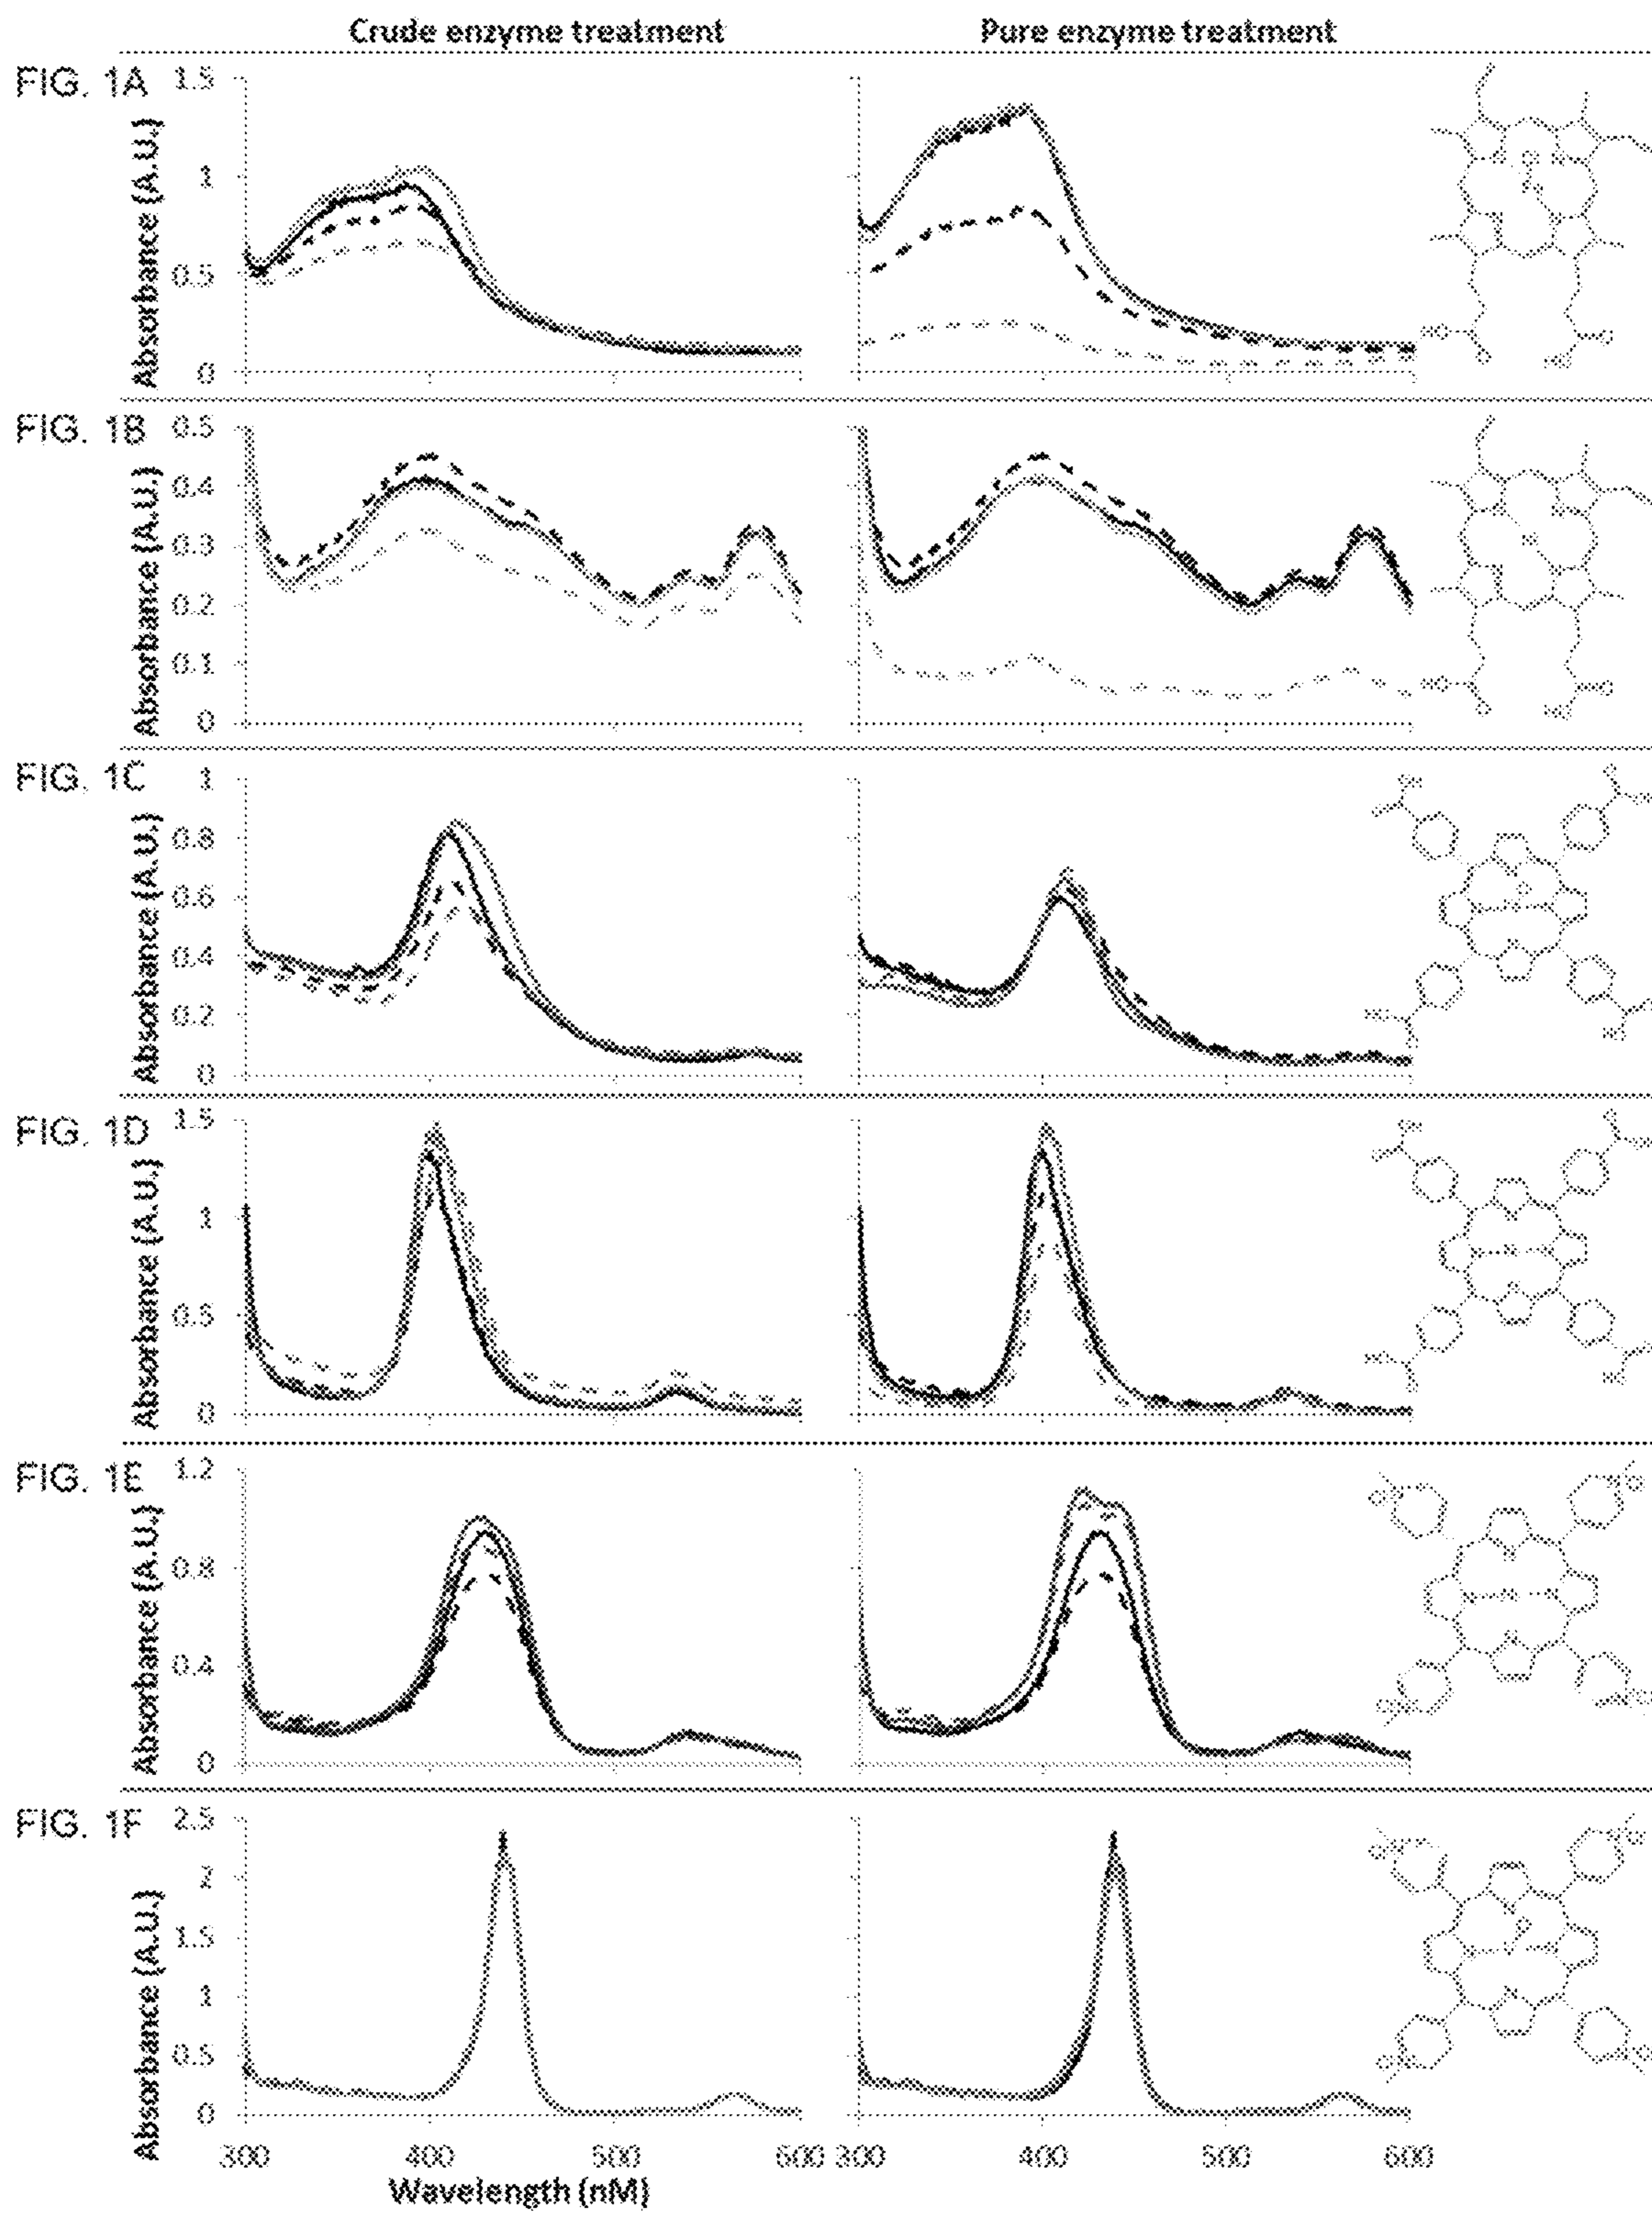 Crude enzyme treatment Pure enzyme treatment
FIG. 1A
Absorbance (A.U.)
1.5
1
0.5
0
FIG. 1B
Absorbance (A.U.)
0.5
0.4
0.3
0.2
0.1
0
FIG. 1C
Absorbance (A.U.)
1
0.8
0.6
0.4
0.2
0
FIG. 1D
Absorbance (A.U.)
1.5
1
0.5
0
FIG. 1E
Absorbance (A.U.)
1.2
0.8
0.4
0
FIG. 1F
Absorbance (A.U.)
2.5
2
1.5
1
0.5
0
300 400 500 600 300 400 500 600
Wavelength (nM)